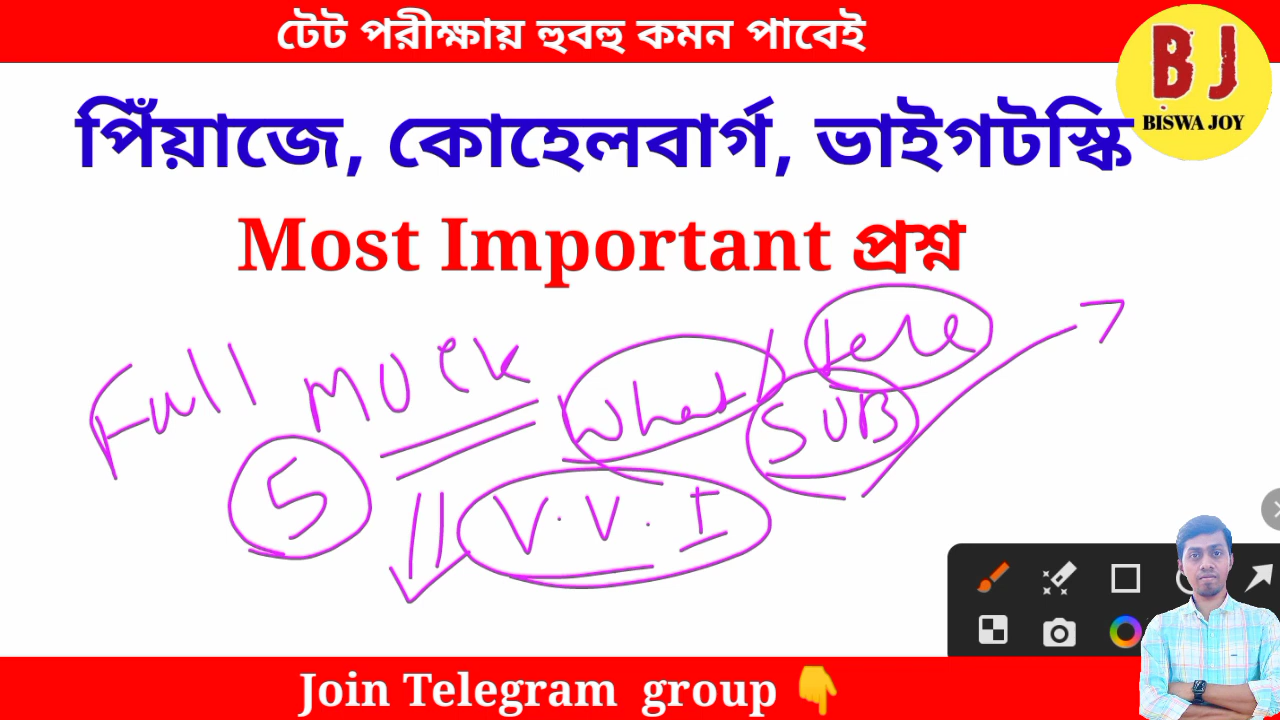 টেট পরীক্ষায় হুবহু কমন পাবেই
BJ
BISWA JOY
পিঁয়াজে, কোহেলবার্গ, ভাইগটস্কি
Most Important প্রশ্ন
Full mock
What / tele
SUB
5
V.V.I
Join Telegram group 👇